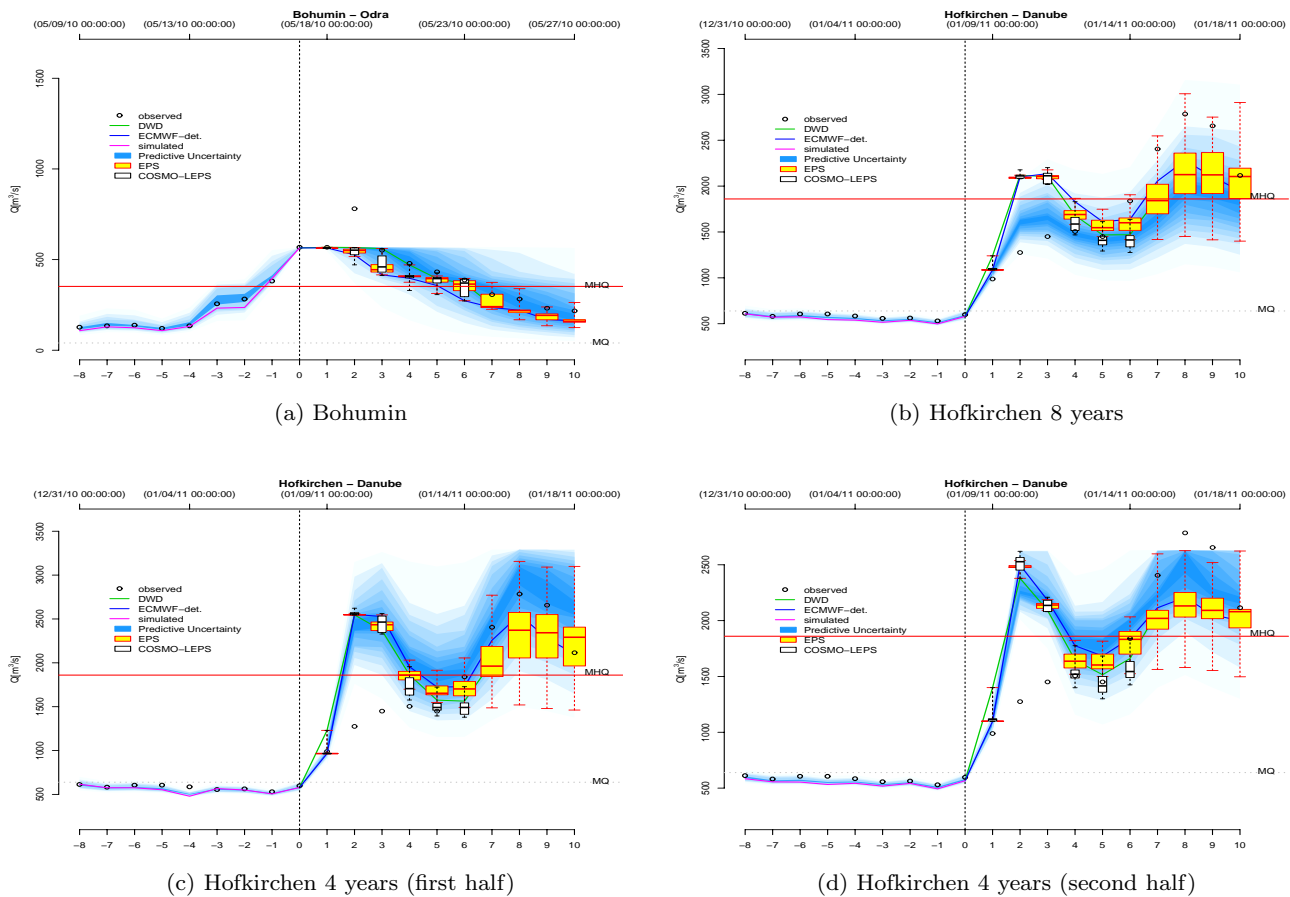 Bohumin − Odra
(05/09/10 00:00:00) (05/13/10 00:00:00) (05/18/10 00:00:00) (05/23/10 00:00:00) (05/27/10 00:00:00)
Q[m³/s]
0 500 1000 1500
observed
DWD
ECMWF−det.
simulated
Predictive Uncertainty
EPS
COSMO−LEPS
MHQ
MQ
−8 −7 −6 −5 −4 −3 −2 −1 0 1 2 3 4 5 6 7 8 9 10
(a) Bohumin
Hofkirchen − Danube
(12/31/10 00:00:00) (01/04/11 00:00:00) (01/09/11 00:00:00) (01/14/11 00:00:00) (01/18/11 00:00:00)
Q[m³/s]
500 1000 1500 2000 2500 3000 3500
observed
DWD
ECMWF−det.
simulated
Predictive Uncertainty
EPS
COSMO−LEPS
MHQ
MQ
−8 −7 −6 −5 −4 −3 −2 −1 0 1 2 3 4 5 6 7 8 9 10
(b) Hofkirchen 8 years
Hofkirchen − Danube
(12/31/10 00:00:00) (01/04/11 00:00:00) (01/09/11 00:00:00) (01/14/11 00:00:00) (01/18/11 00:00:00)
Q[m³/s]
500 1000 1500 2000 2500 3000 3500
observed
DWD
ECMWF−det.
simulated
Predictive Uncertainty
EPS
COSMO−LEPS
MHQ
MQ
−8 −7 −6 −5 −4 −3 −2 −1 0 1 2 3 4 5 6 7 8 9 10
(c) Hofkirchen 4 years (first half)
Hofkirchen − Danube
(12/31/10 00:00:00) (01/04/11 00:00:00) (01/09/11 00:00:00) (01/14/11 00:00:00) (01/18/11 00:00:00)
Q[m³/s]
500 1000 1500 2000 2500
observed
DWD
ECMWF−det.
simulated
Predictive Uncertainty
EPS
COSMO−LEPS
MHQ
MQ
−8 −7 −6 −5 −4 −3 −2 −1 0 1 2 3 4 5 6 7 8 9 10
(d) Hofkirchen 4 years (second half)